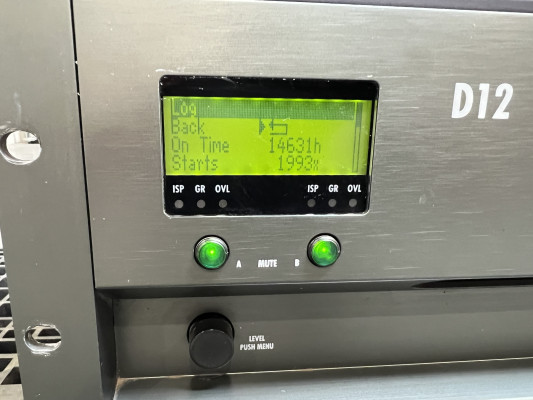 Log
Back
On Time 14631h
Starts 1993x
D12
ISP GR OVL ISP GR OVL
A MUTE B
LEVEL
PUSH MENU